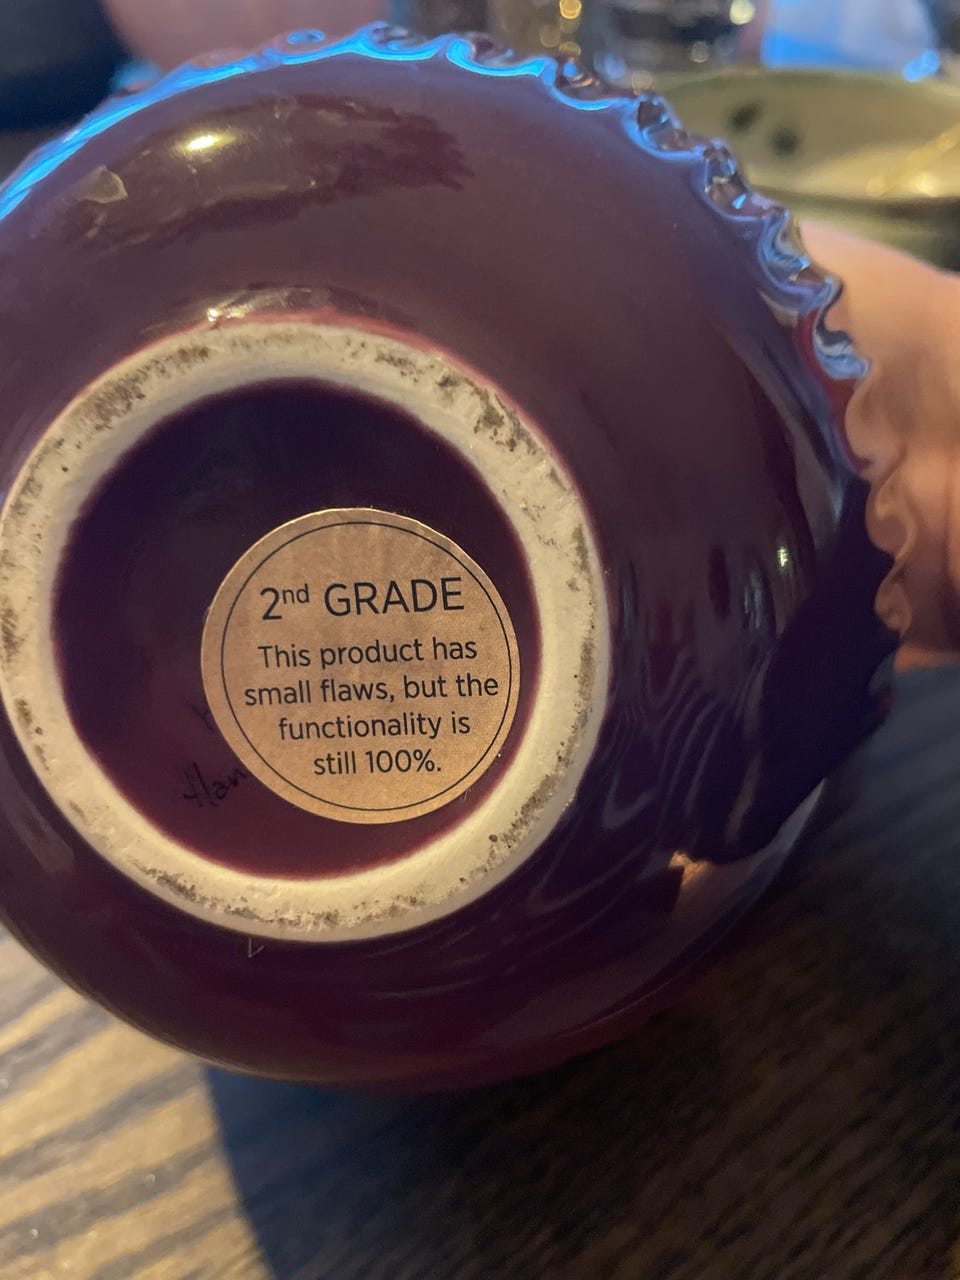 2nd GRADE
This product has
small flaws, but the
functionality is
still 100%.